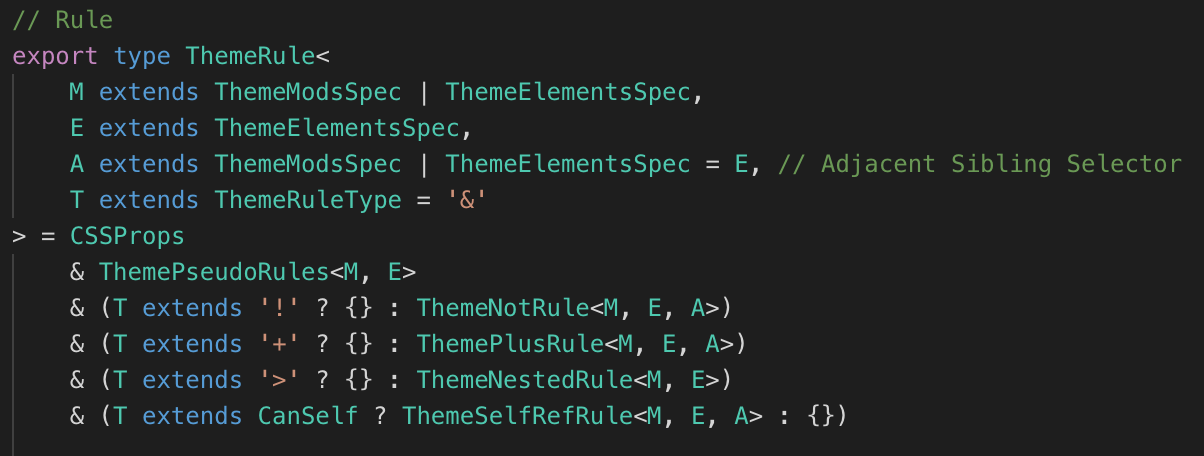 // Rule
export type ThemeRule<
    M extends ThemeModsSpec | ThemeElementsSpec,
    E extends ThemeElementsSpec,
    A extends ThemeModsSpec | ThemeElementsSpec = E, // Adjacent Sibling Selector
    T extends ThemeRuleType = '&'
> = CSSProps
    & ThemePseudoRules<M, E>
    & (T extends '!' ? {} : ThemeNotRule<M, E, A>)
    & (T extends '+' ? {} : ThemePlusRule<M, E, A>)
    & (T extends '>' ? {} : ThemeNestedRule<M, E>)
    & (T extends CanSelf ? ThemeSelfRefRule<M, E, A> : {})